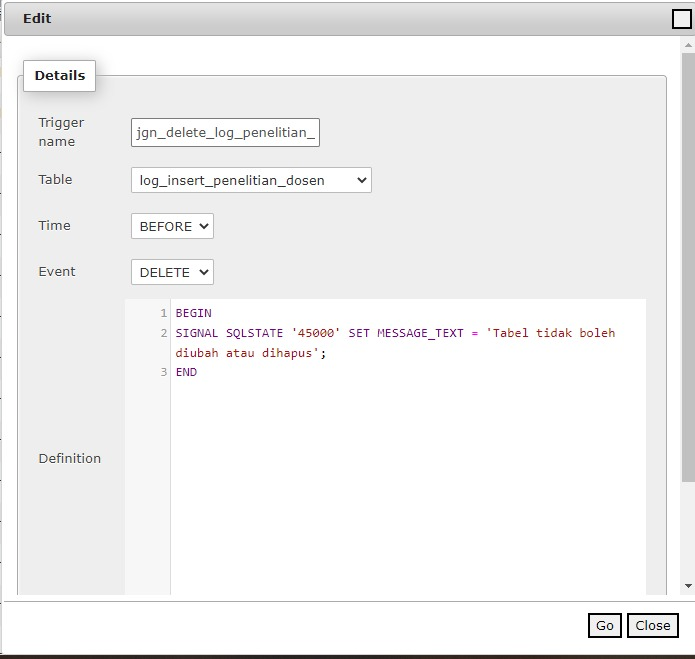 Edit
Details
Trigger
name
jgn_delete_log_penelitian_
Table
log_insert_penelitian_dosen
Time
BEFORE
Event
DELETE
1 BEGIN
2 SIGNAL SQLSTATE '45000' SET MESSAGE_TEXT = 'Tabel tidak boleh
diubah atau dihapus';
3 END
Definition
Go
Close